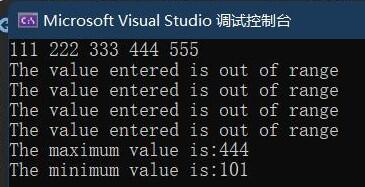 Microsoft Visual Studio 调试控制台
111 222 333 444 555
The value entered is out of range
The value entered is out of range
The value entered is out of range
The value entered is out of range
The maximum value is:444
The minimum value is:101